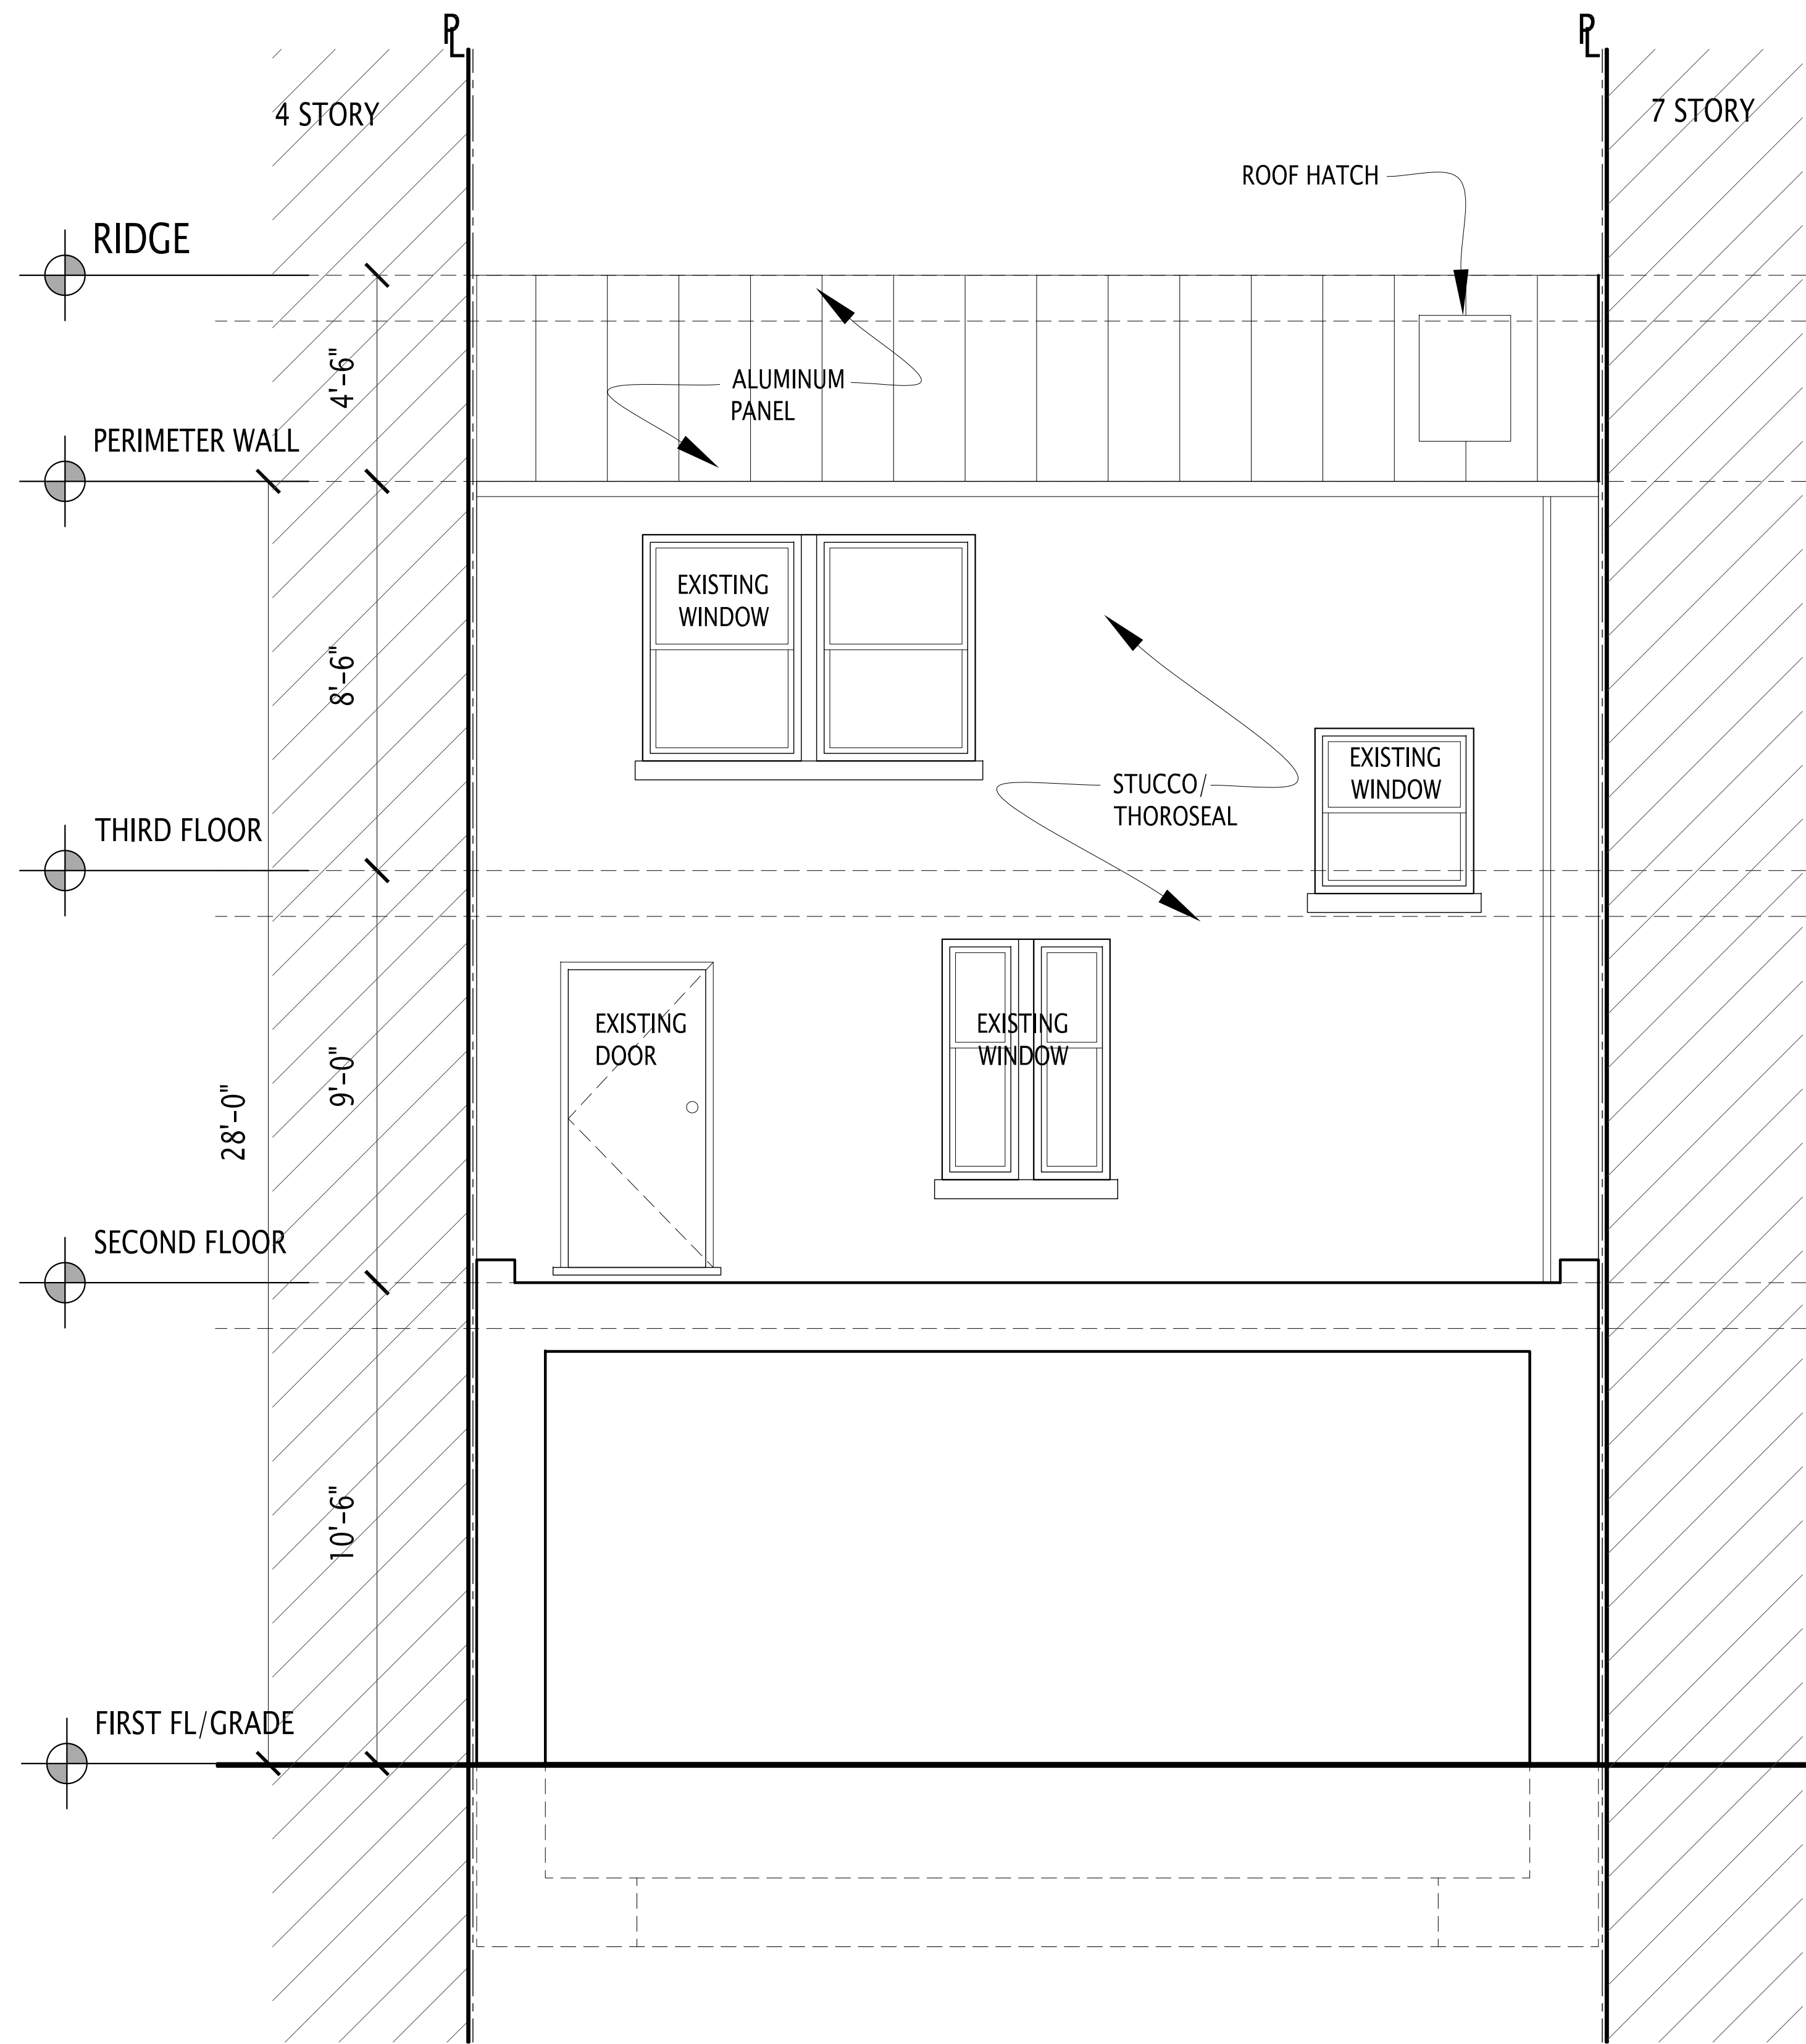 PL
PL
4 STORY
7 STORY
ROOF HATCH
RIDGE
4'-6"
ALUMINUM
PANEL
PERIMETER WALL
EXISTING
WINDOW
8'-6"
EXISTING
WINDOW
STUCCO/
THOROSEAL
THIRD FLOOR
EXISTING
DOOR
EXISTING
WINDOW
9'-0"
28'-0"
SECOND FLOOR
10'-6"
FIRST FL/GRADE